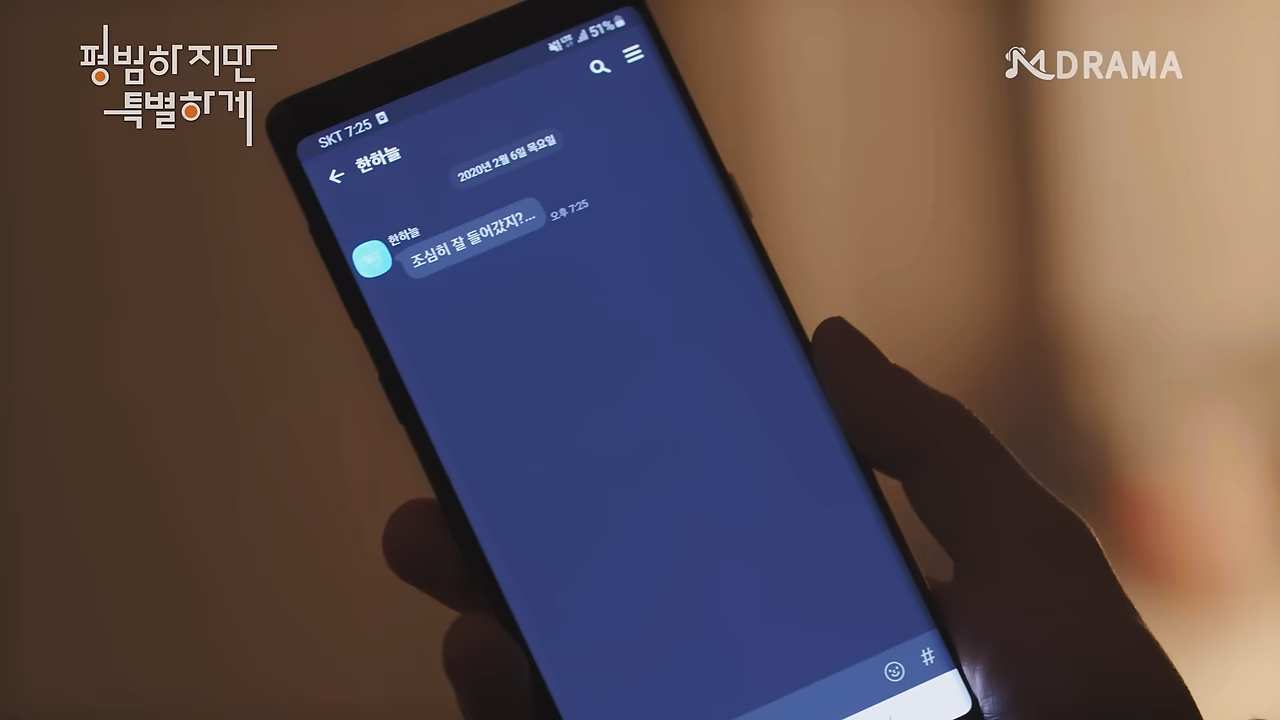 평범하지만
특별하게
DRAMA
SKT 7:25
51%
한하늘
2020년 2월 6일 목요일
한하늘
조심히 잘 들어갔지?...
오후 7:25
#